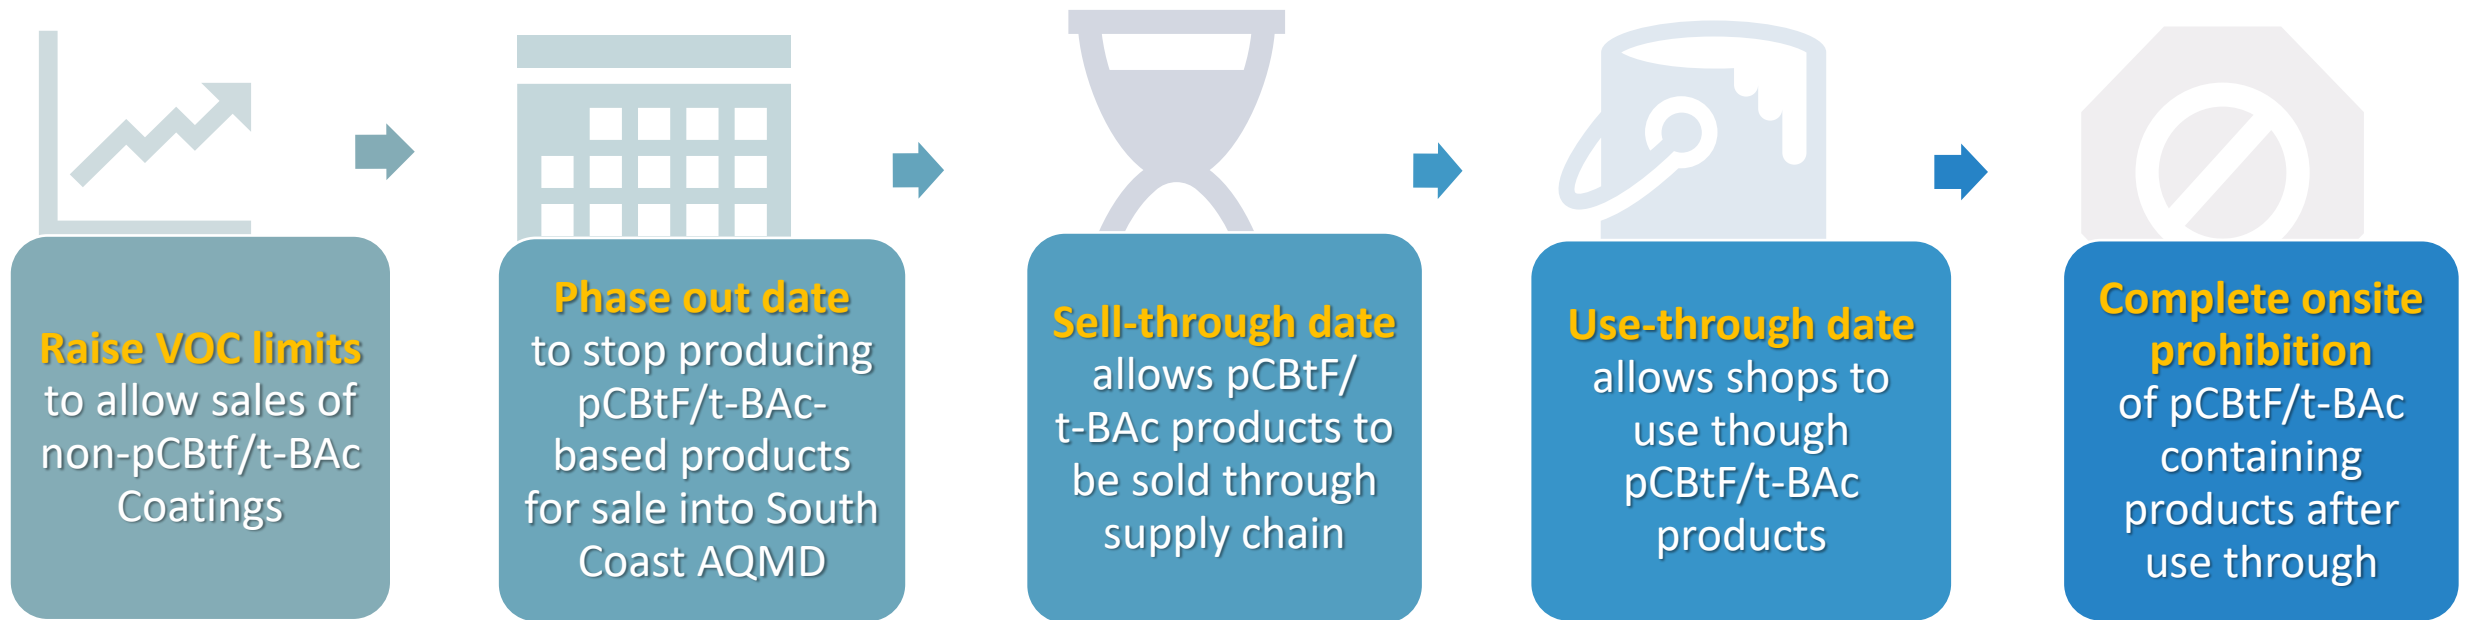 Raise VOC limits
to allow sales of
non-pCBtf/t-BAc
Coatings
Phase out date
to stop producing
pCBtF/t-BAc-
based products
for sale into South
Coast AQMD
Sell-through date
allows pCBtF/
t-BAc products to
be sold through
supply chain
Use-through date
allows shops to
use though
pCBtF/t-BAc
products
Complete onsite
prohibition
of pCBtF/t-BAc
containing
products after
use through